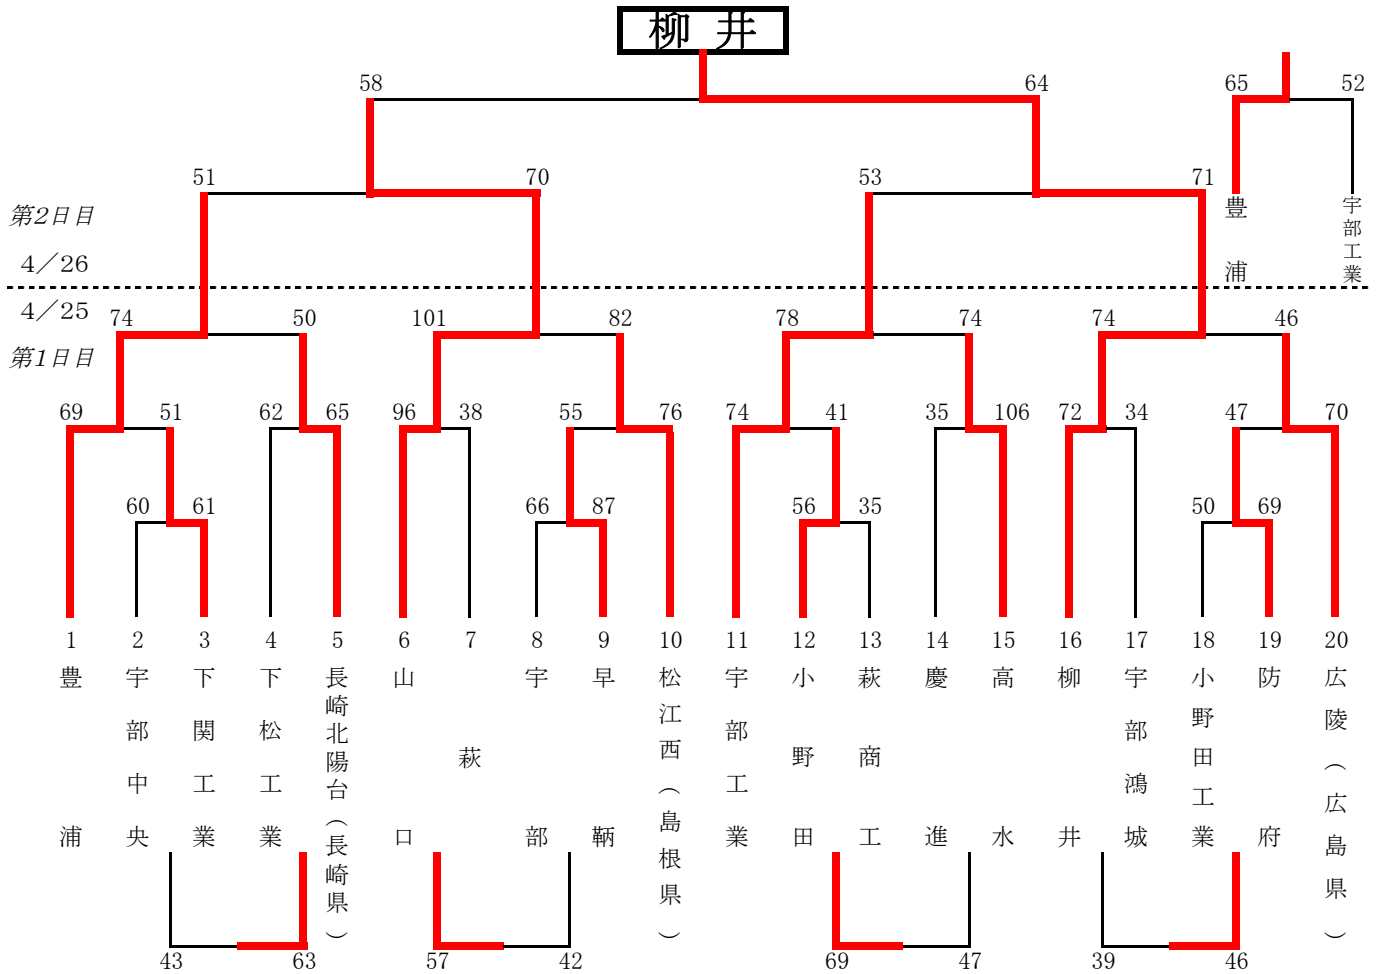 柳 井
58 64 65 52
51 70 53 71
第2日目
豊浦
宇部工業
4／26
4／25
74 50 101 82 78 74 74 46
第1日目
69 51 62 65 96 38 55 76 74 41 35 106 72 34 47 70
60 61 66 87 56 35 50 69
1 2 3 4 5 6 7 8 9 10 11 12 13 14 15 16 17 18 19 20
豊浦
宇部中央
下関工業
下松工業
長崎北陽台（長崎県）
山口
萩
宇部
早鞆
松江西（島根県）
宇部工業
小野田
萩商工
慶進
高水
柳井
宇部鴻城
小野田工業
防府
広陵（広島県）
43 63 57 42 69 47 39 46